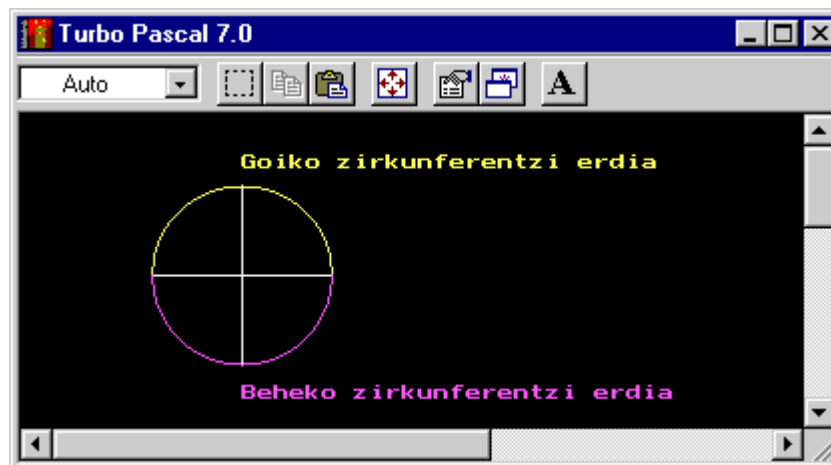 Turbo Pascal 7.0
Auto
A
Goiko zirkunferentzi erdia
Beheko zirkunferentzi erdia